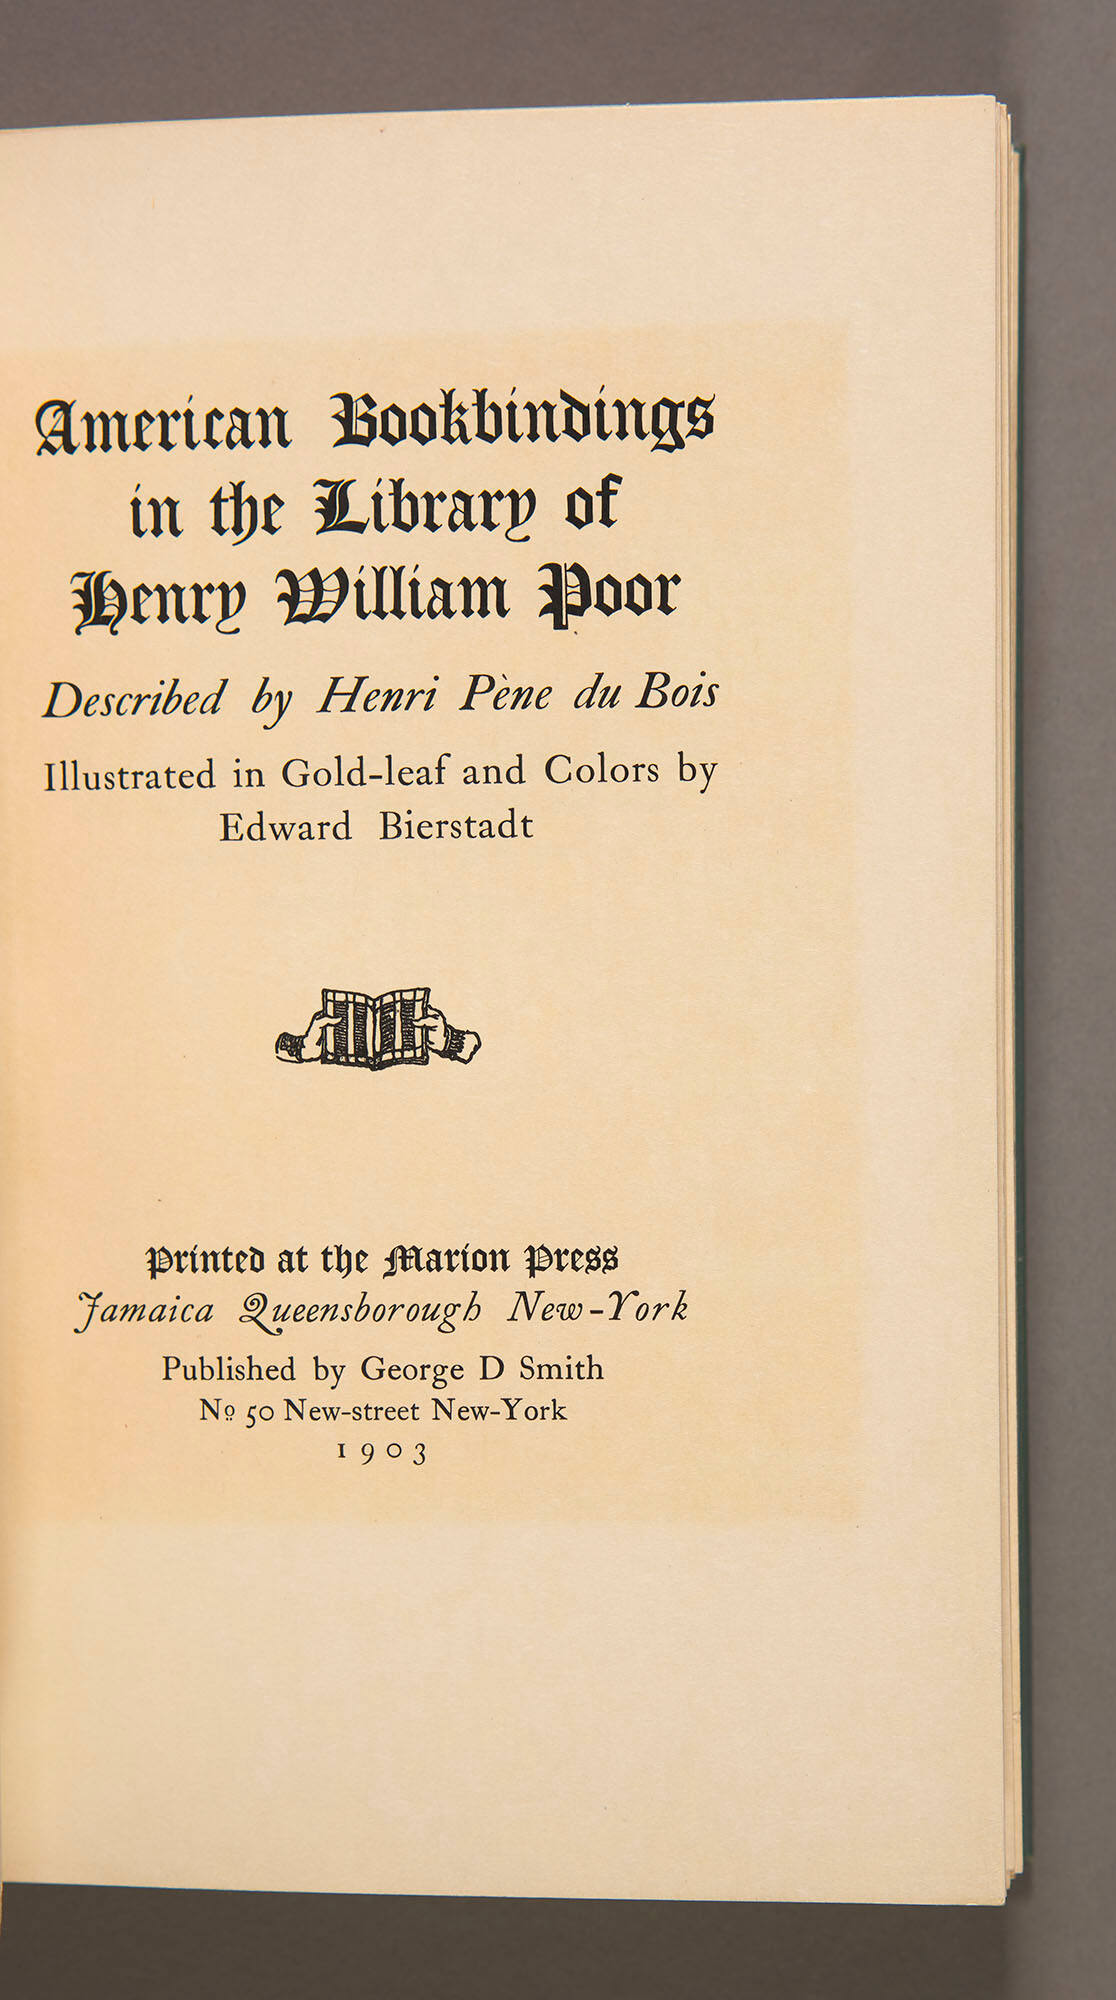 American Bookbindings
in the Library of
Henry William Poor
Described by Henri Pène du Bois
Illustrated in Gold-leaf and Colors by
Edward Bierstadt
Printed at the Marion Press
Jamaica Queensborough New-York
Published by George D Smith
Nº 50 New-street New-York
1903